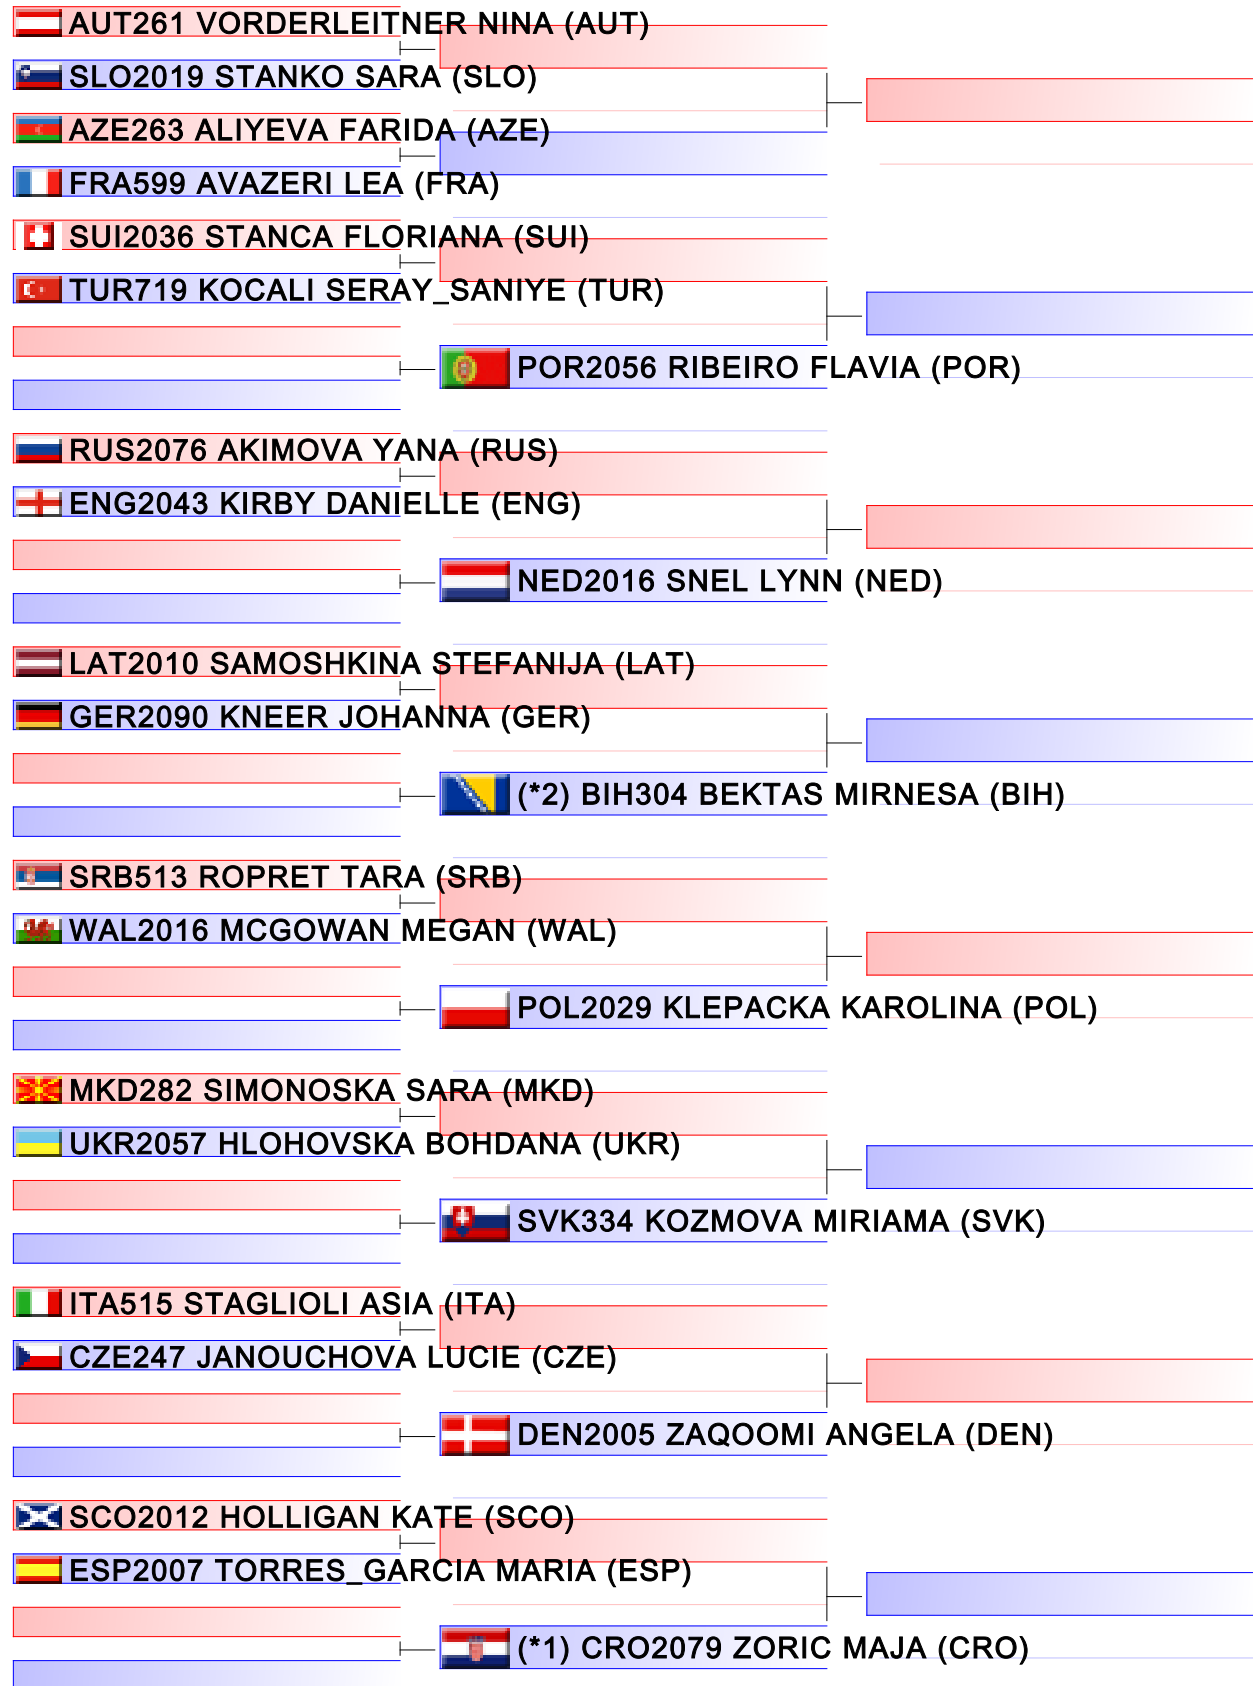 AUT261 VORDERLEITNER NINA (AUT)
SLO2019 STANKO SARA (SLO)
AZE263 ALIYEVA FARIDA (AZE)
FRA599 AVAZERI LEA (FRA)
SUI2036 STANCA FLORIANA (SUI)
TUR719 KOCALI SERAY_SANIYE (TUR)
POR2056 RIBEIRO FLAVIA (POR)
RUS2076 AKIMOVA YANA (RUS)
ENG2043 KIRBY DANIELLE (ENG)
NED2016 SNEL LYNN (NED)
LAT2010 SAMOSHKINA STEFANIJA (LAT)
GER2090 KNEER JOHANNA (GER)
(*2) BIH304 BEKTAS MIRNESA (BIH)
SRB513 ROPRET TARA (SRB)
WAL2016 MCGOWAN MEGAN (WAL)
POL2029 KLEPACKA KAROLINA (POL)
MKD282 SIMONOSKA SARA (MKD)
UKR2057 HLOHOVSKA BOHDANA (UKR)
SVK334 KOZMOVA MIRIAMA (SVK)
ITA515 STAGLIOLI ASIA (ITA)
CZE247 JANOUCHOVA LUCIE (CZE)
DEN2005 ZAQOOMI ANGELA (DEN)
SCO2012 HOLLIGAN KATE (SCO)
ESP2007 TORRES_GARCIA MARIA (ESP)
(*1) CRO2079 ZORIC MAJA (CRO)